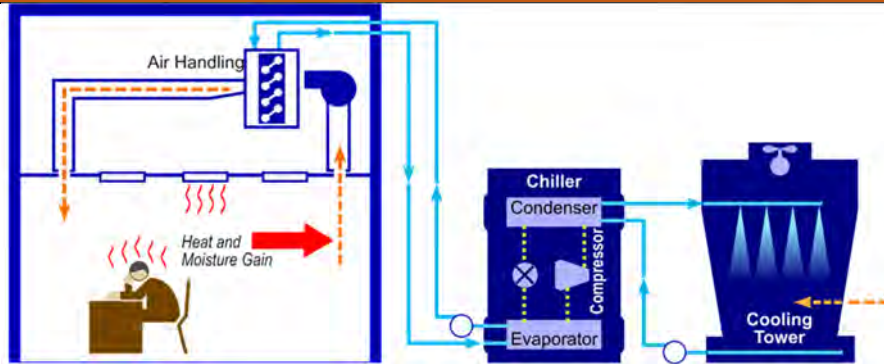 Air Handling
Heat and
Moisture Gain
Chiller
Condenser
Compressor
Evaporator
Cooling
Tower